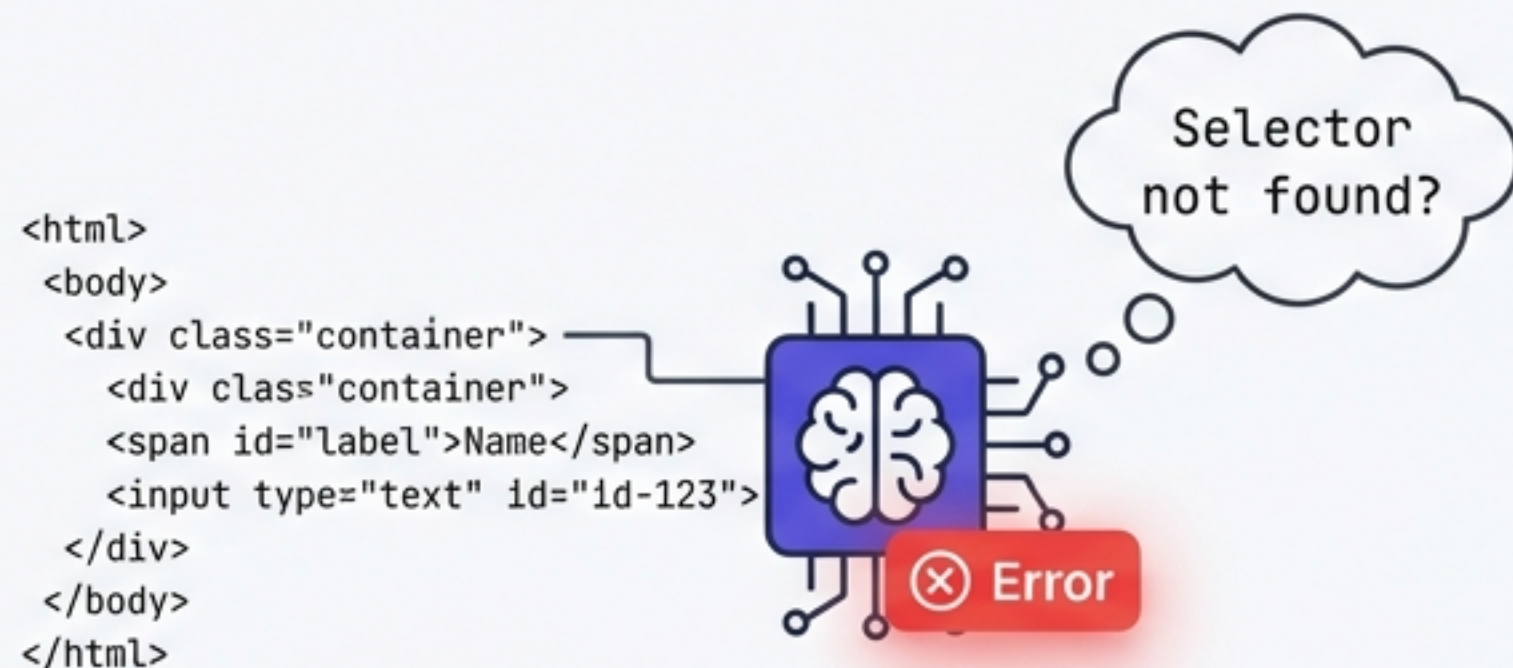 <html>
<body>
<div class="container">
<div class="container">
<span id="label">Name</span>
<input type="text" id="id-123">
</div>
</body>
</html>
Selector
not found?
Error